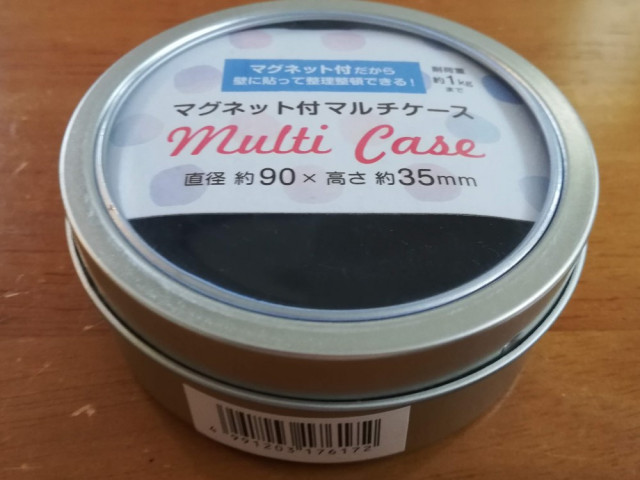 マグネット付だから
壁に貼って整理整頓できる!
耐荷重
約1kg
まで
マグネット付マルチケース
Multi Case
直径 約90×高さ 約35mm
4991203176172